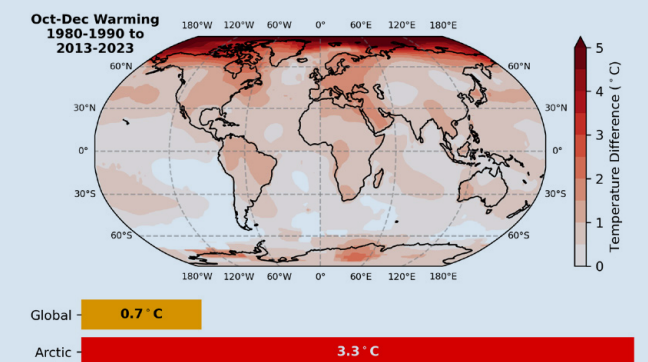 Oct-Dec Warming
1980-1990 to
2013-2023
180°W 120°W 60°W 0° 60°E 120°E 180°E
60°N 60°N
30°N 30°N
0° 0°
30°S 30°S
60°S 60°S
180°W 120°W 60°W 0° 60°E 120°E 180°E
5
4
3
2
1
0
Temperature Difference (°C)
Global 0.7°C
Arctic 3.3°C